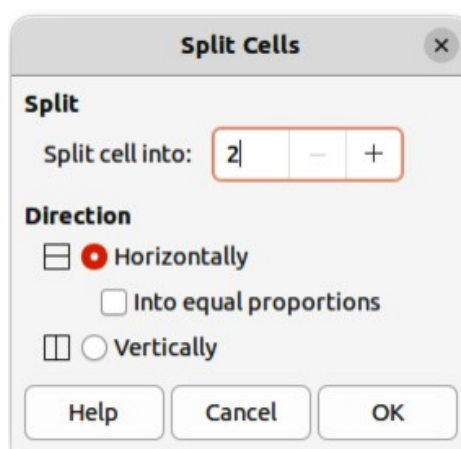 Split Cells
Split
Split cell into: 2
Direction
Horizontally
Into equal proportions
Vertically
Help Cancel OK